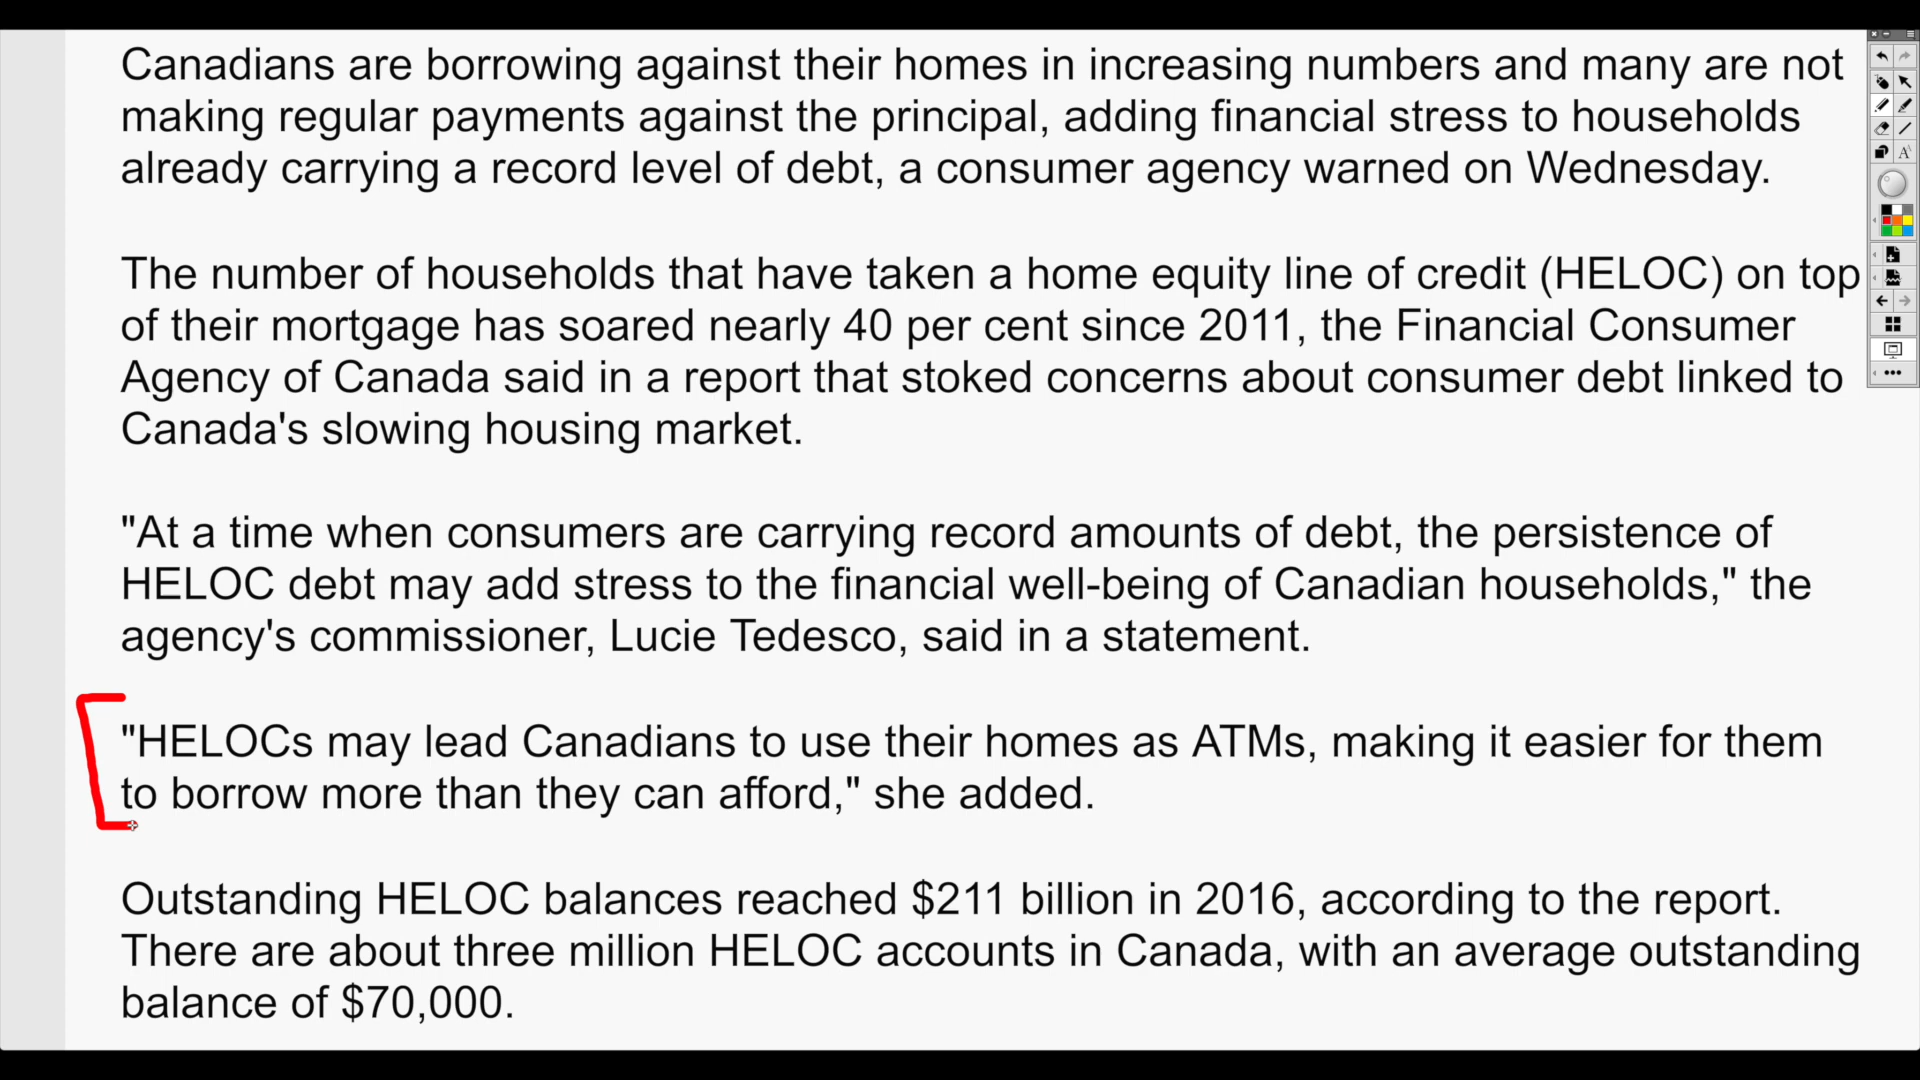 Canadians are borrowing against their homes in increasing numbers and many are not
making regular payments against the principal, adding financial stress to households
already carrying a record level of debt, a consumer agency warned on Wednesday.
The number of households that have taken a home equity line of credit (HELOC) on top
of their mortgage has soared nearly 40 per cent since 2011, the Financial Consumer
Agency of Canada said in a report that stoked concerns about consumer debt linked to
Canada's slowing housing market.
"At a time when consumers are carrying record amounts of debt, the persistence of
HELOC debt may add stress to the financial well-being of Canadian households," the
agency's commissioner, Lucie Tedesco, said in a statement.
"HELOCs may lead Canadians to use their homes as ATMs, making it easier for them
to borrow more than they can afford," she added.
Outstanding HELOC balances reached $211 billion in 2016, according to the report.
There are about three million HELOC accounts in Canada, with an average outstanding
balance of $70,000.